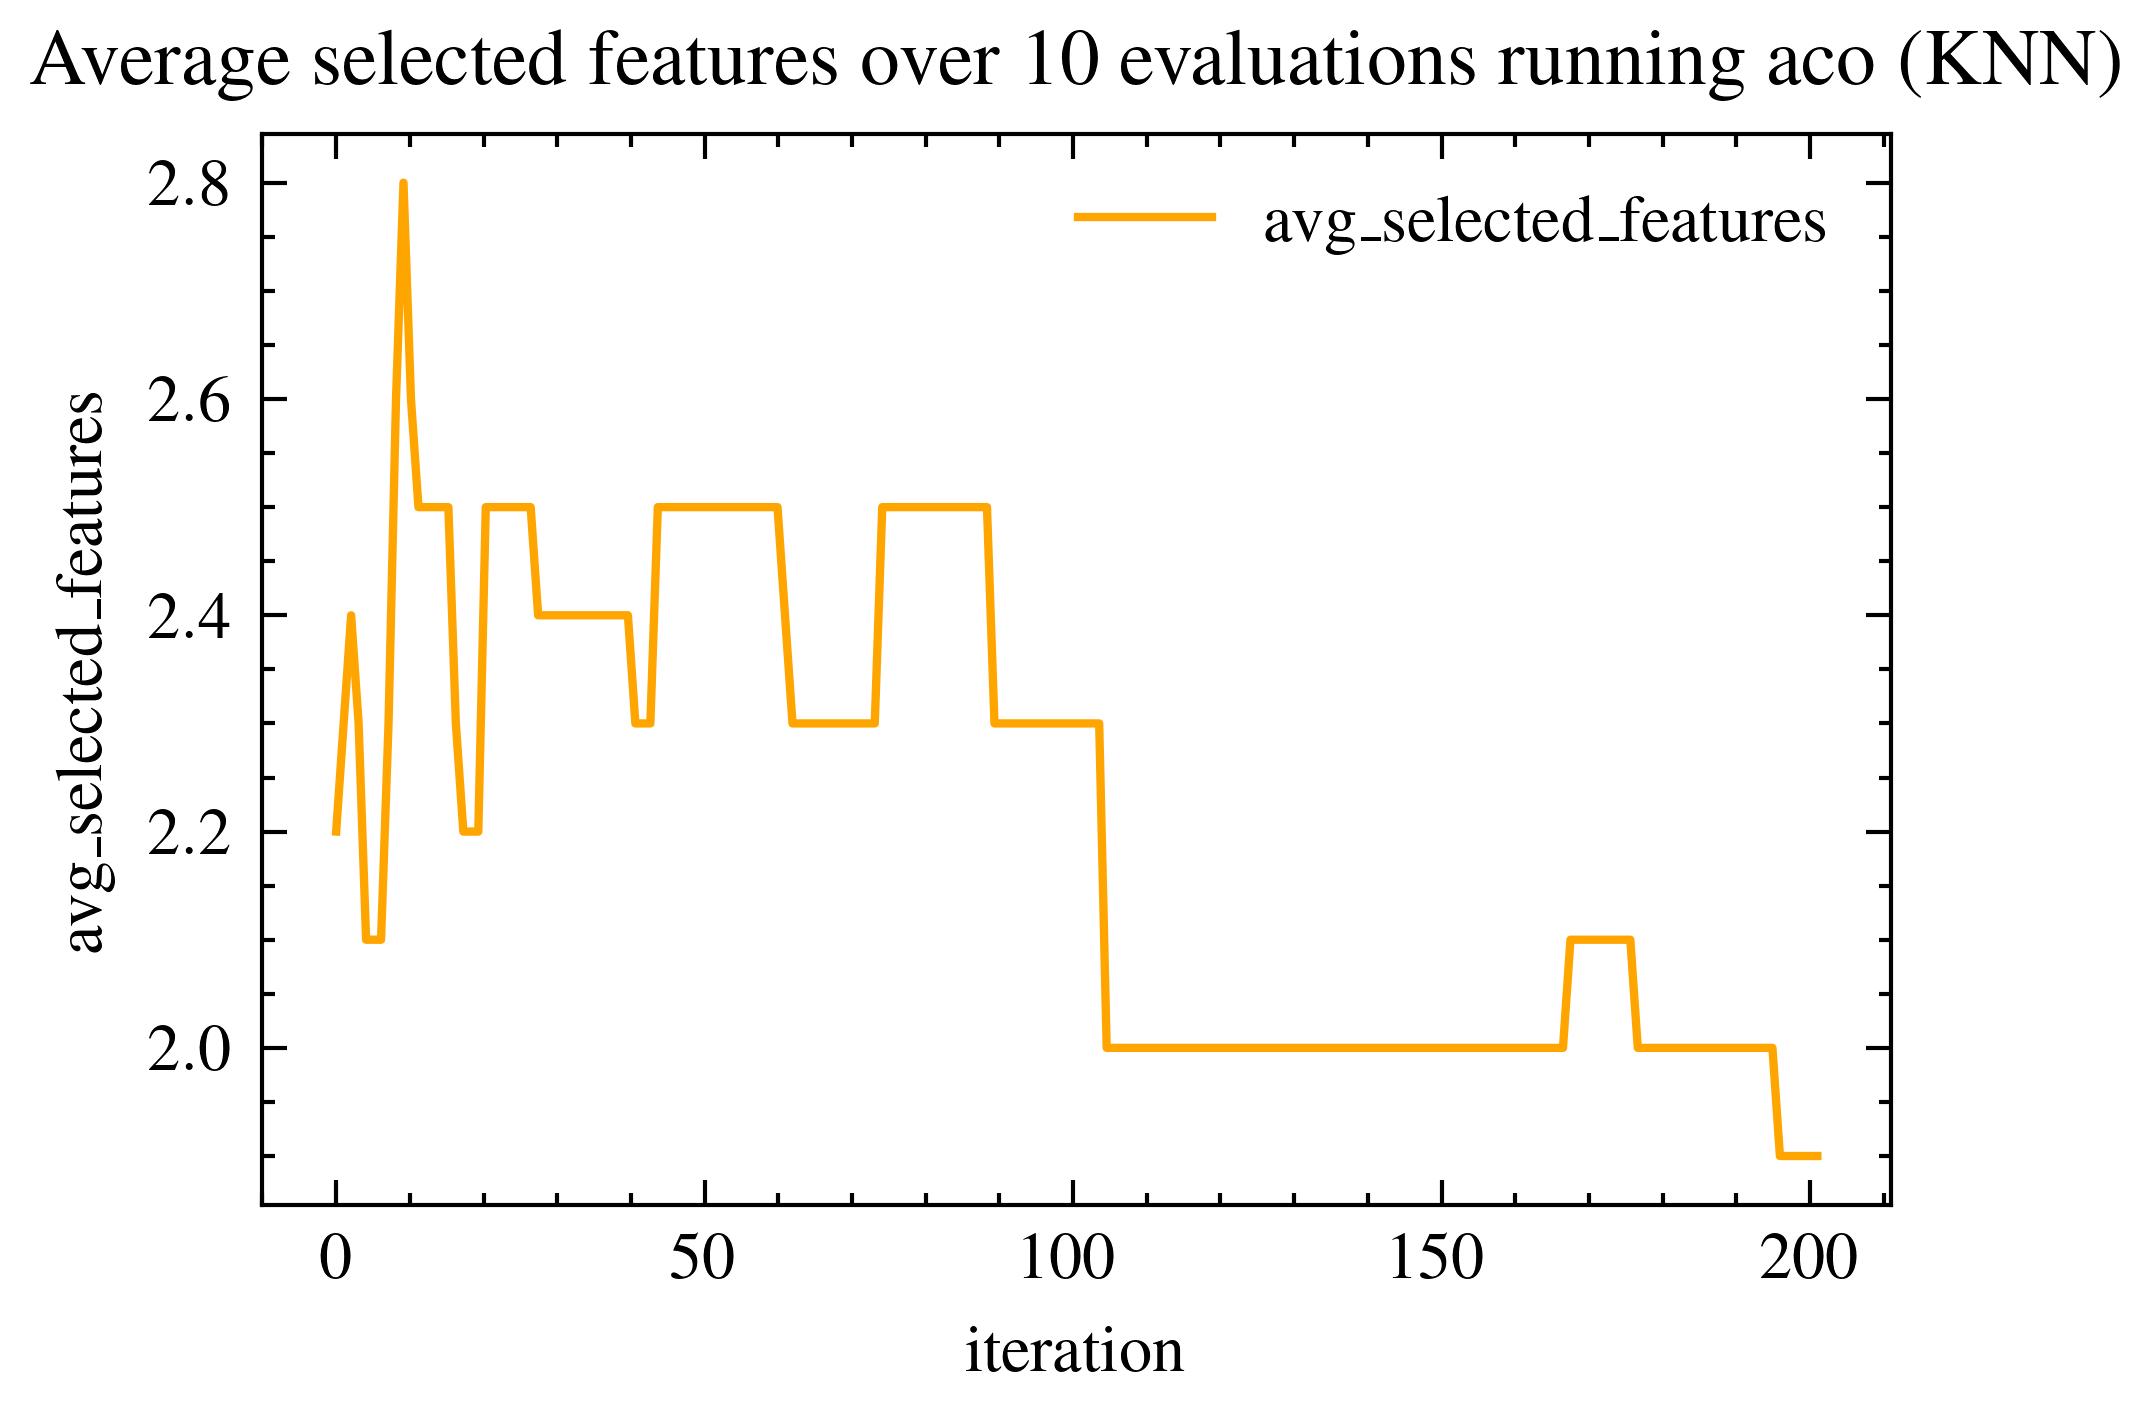 Average selected features over 10 evaluations running aco (KNN)
avg_selected_features
avg_selected_features
2.8
2.6
2.4
2.2
2.0
0 50 100 150 200
iteration